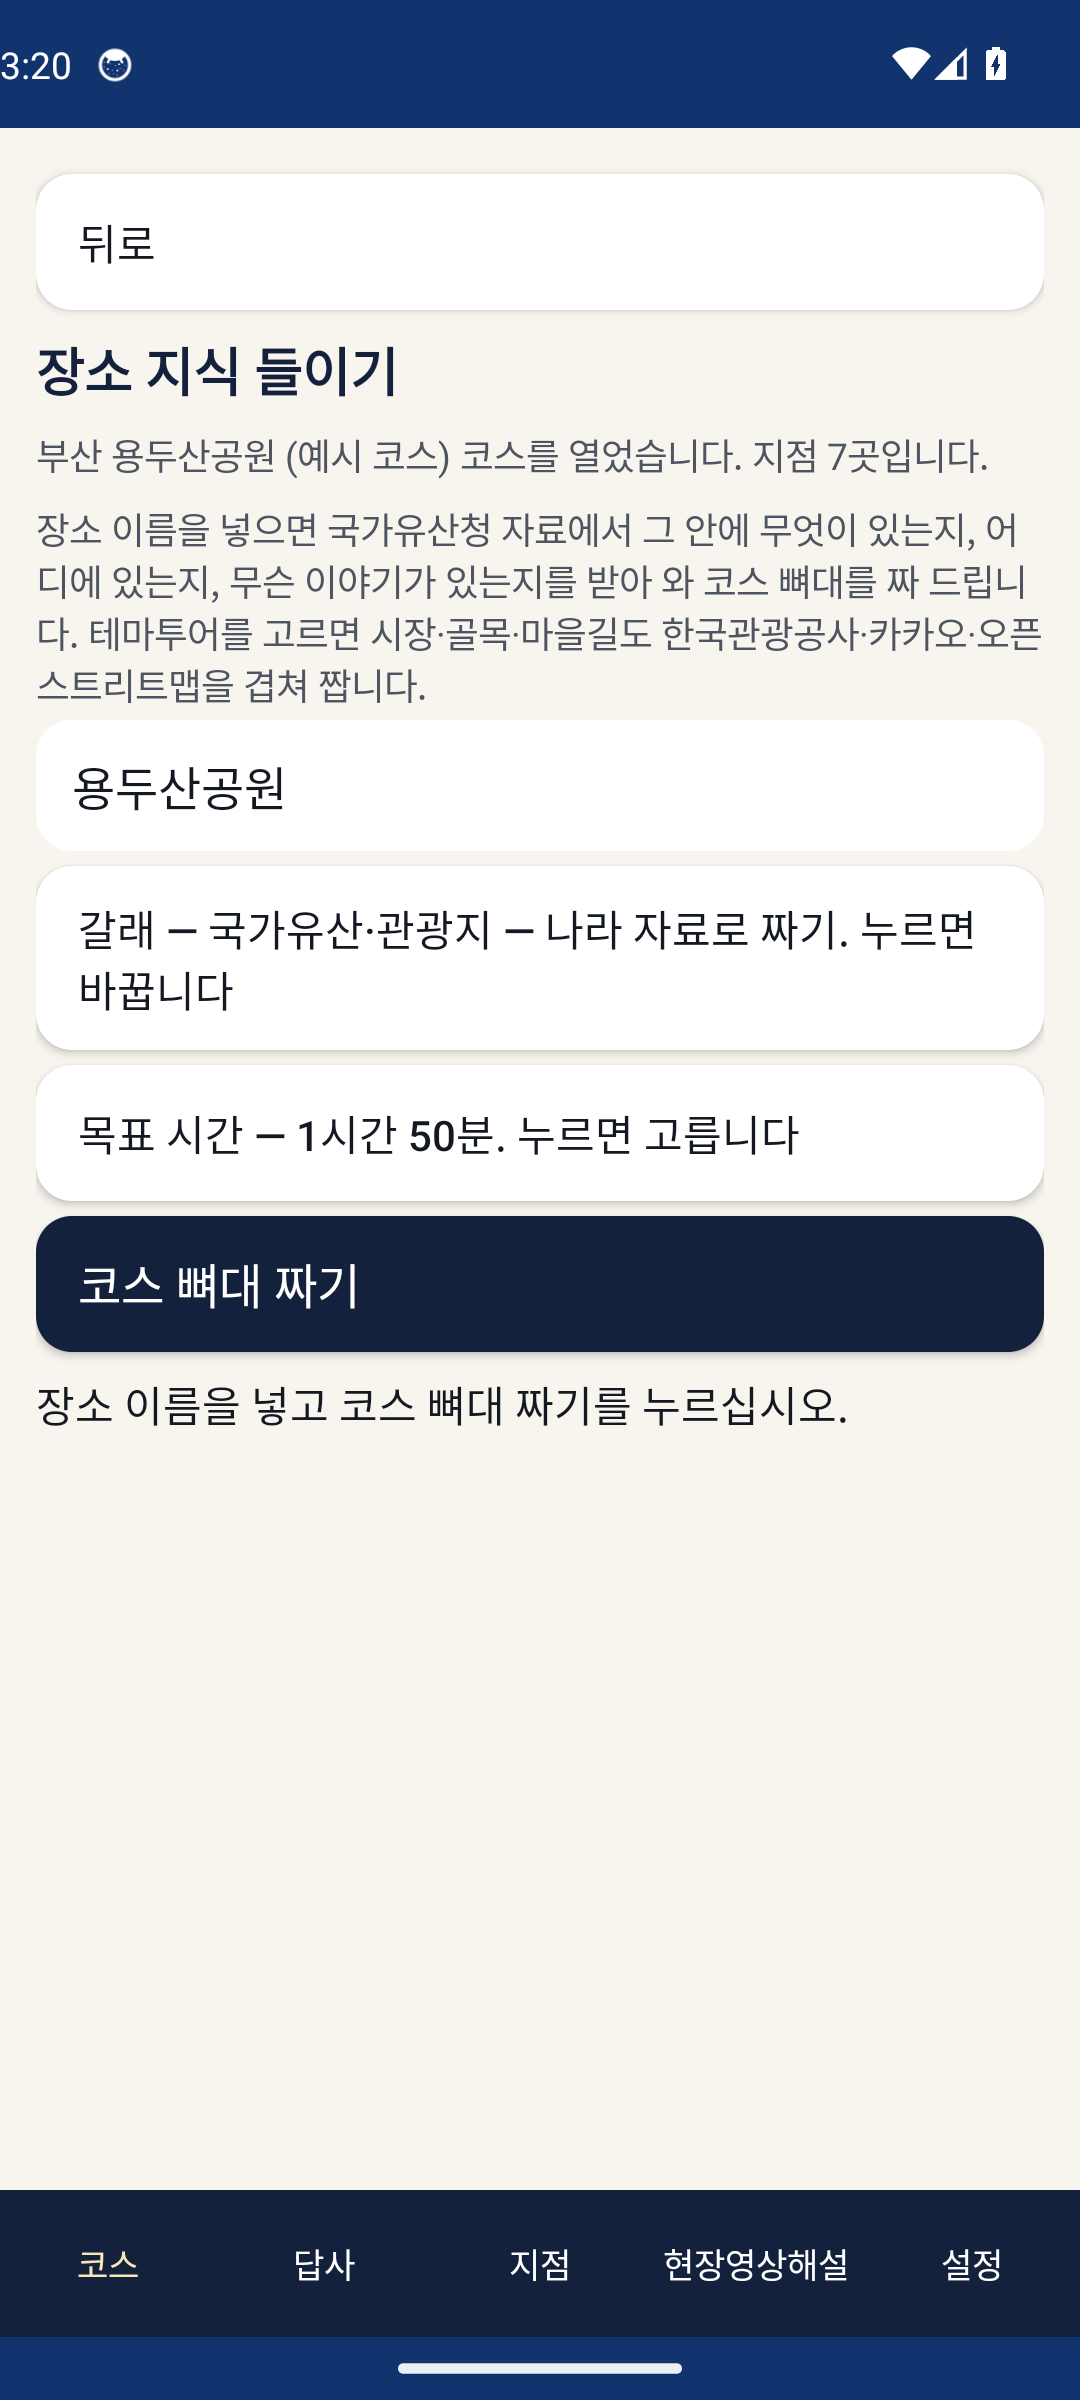 3:20
뒤로
장소 지식 들이기
부산 용두산공원 (예시 코스) 코스를 열었습니다. 지점 7곳입니다.
장소 이름을 넣으면 국가유산청 자료에서 그 안에 무엇이 있는지, 어
디에 있는지, 무슨 이야기가 있는지를 받아 와 코스 뼈대를 짜 드립니
다. 테마투어를 고르면 시장·골목·마을길도 한국관광공사·카카오·오픈
스트리트맵을 겹쳐 짭니다.
용두산공원
갈래 – 국가유산·관광지 – 나라 자료로 짜기. 누르면
바꿉니다
목표 시간 – 1시간 50분. 누르면 고릅니다
코스 뼈대 짜기
장소 이름을 넣고 코스 뼈대 짜기를 누르십시오.
코스
답사
지점
현장영상해설
설정